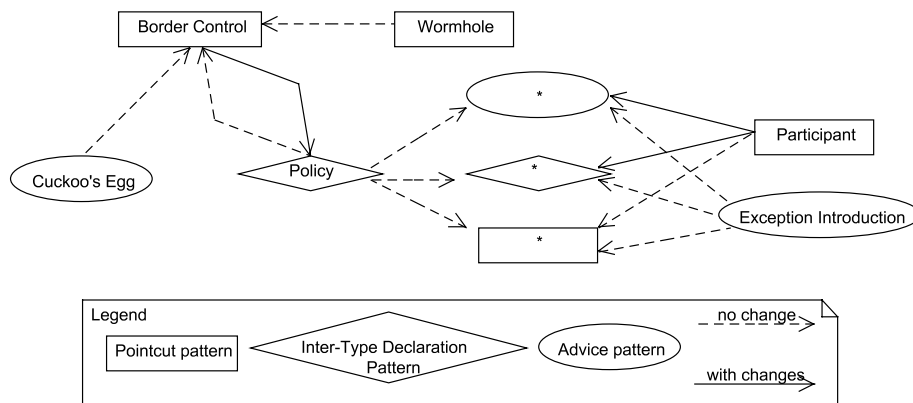 Border Control
Wormhole
*
Participant
Policy
*
Cuckoo's Egg
Exception Introduction
*
Legend
no change
Pointcut pattern
Inter-Type Declaration
Pattern
Advice pattern
with changes